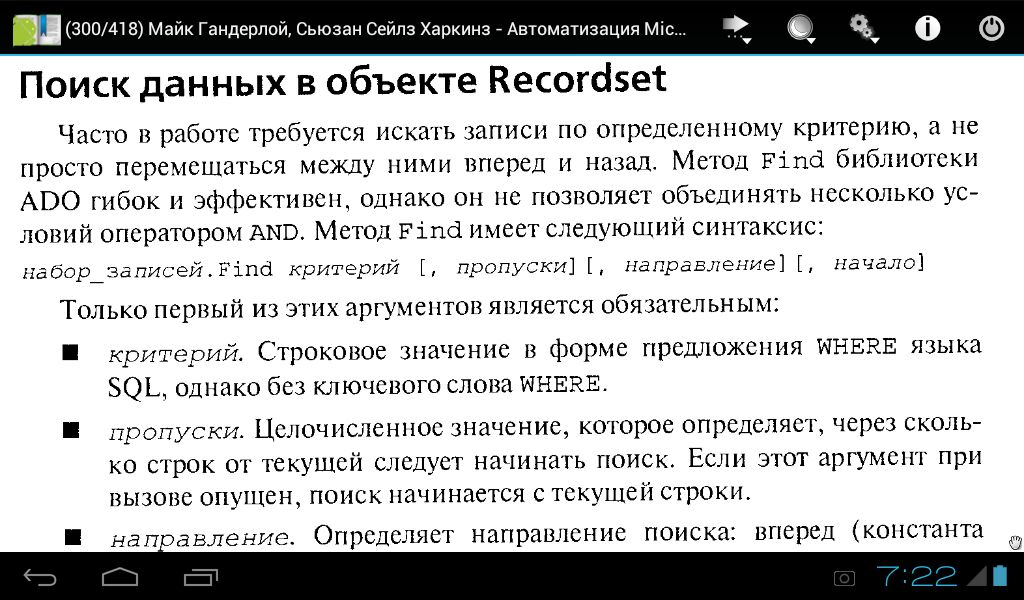 (300/418) Майк Гандерлой, Сьюзан Сейлз Харкинз - Автоматизация Mic...
Поиск данных в объекте Recordset
Часто в работе требуется искать записи по определенному критерию, а не
просто перемещаться между ними вперед и назад. Метод Find библиотеки
ADO гибок и эффективен, однако он не позволяет объединять несколько ус-
ловий оператором AND. Метод Find имеет следующий синтаксис:
набор_записей.Find критерий [, пропуски][, направление][, начало]
Только первый из этих аргументов является обязательным:
■ критерий. Строковое значение в форме предложения WHERE языка
SQL, однако без ключевого слова WHERE.
■ пропуски. Целочисленное значение, которое определяет, через сколь-
ко строк от текущей следует начинать поиск. Если этот аргумент при
вызове опущен, поиск начинается с текущей строки.
■ направление. Определяет направление поиска: вперед (константа
7:22